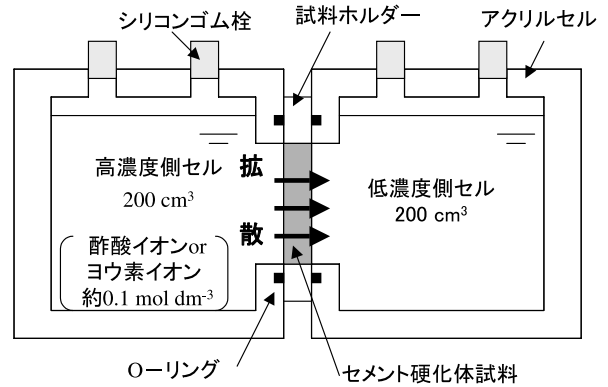 シリコンゴム栓
試料ホルダー
アクリルセル
高濃度側セル
200 cm³
拡
散
低濃度側セル
200 cm³
酢酸イオンor
ヨウ素イオン
約0.1 mol dm⁻³
Oーリング
セメント硬化体試料